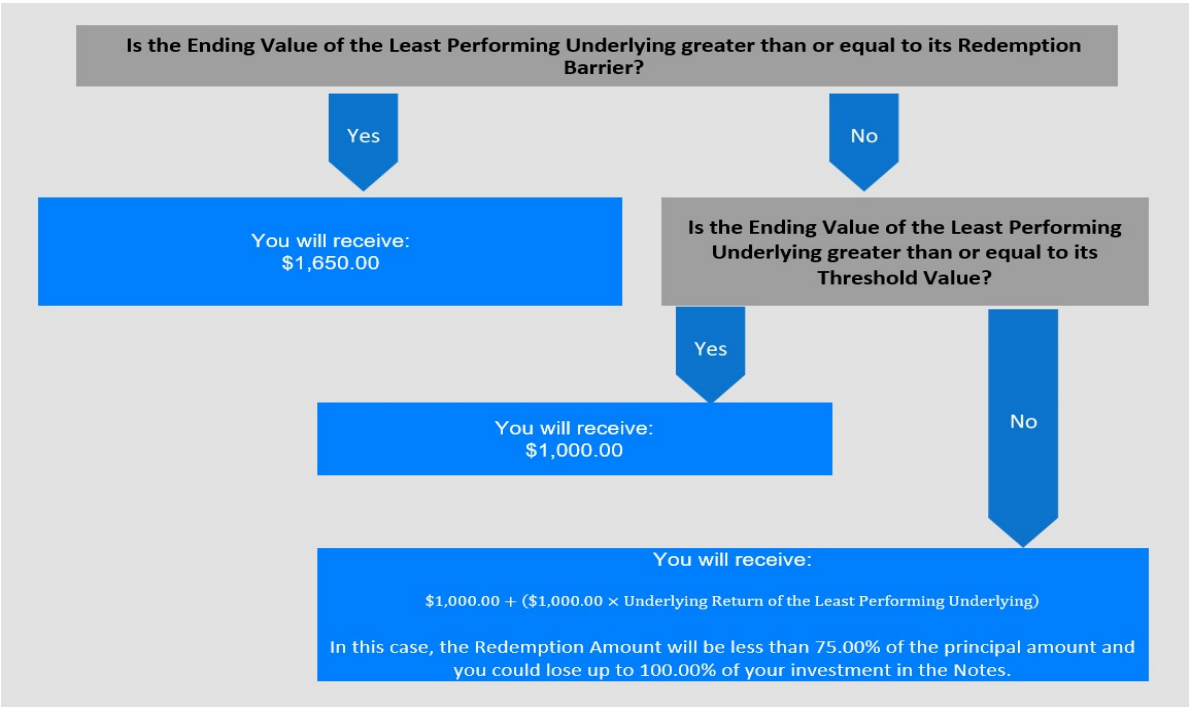 Is the Ending Value of the Least Performing Underlying greater than or equal to its Redemption
Barrier?
Yes
No
You will receive:
$1,650.00
Is the Ending Value of the Least Performing
Underlying greater than or equal to its
Threshold Value?
Yes
No
You will receive:
$1,000.00
You will receive:
$1,000.00 + ($1,000.00 × Underlying Return of the Least Performing Underlying)
In this case, the Redemption Amount will be less than 75.00% of the principal amount and
you could lose up to 100.00% of your investment in the Notes.